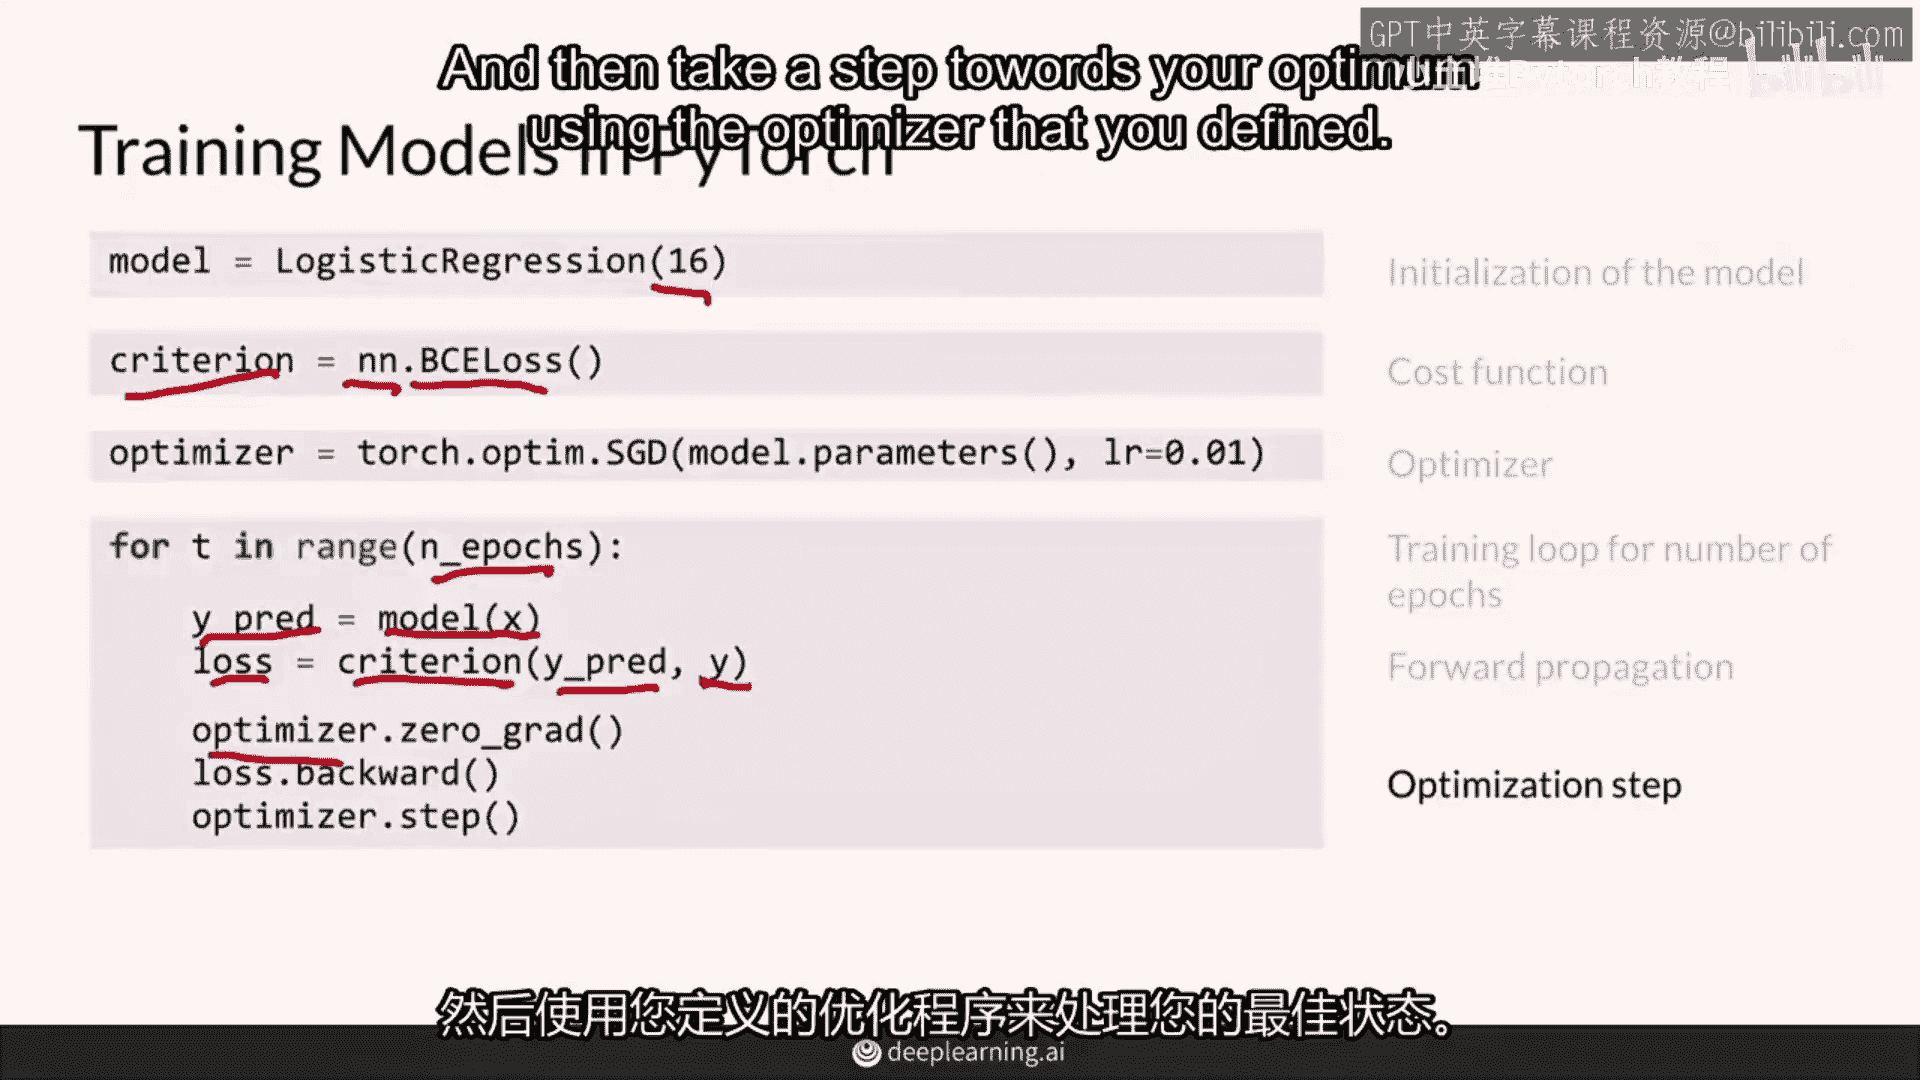 GPT中英字幕课程资源@bilibili.com
And then take a step towords your optimum
using the optimizer that you defined.
Training Models in PyTorch
model = LogisticRegression(16)
Initialization of the model
criterion = nn.BCELoss()
Cost function
optimizer = torch.optim.SGD(model.parameters(), lr=0.01)
Optimizer
for t in range(n_epochs):
Training loop for number of
epochs
y_pred = model(x)
loss = criterion(y_pred, y)
Forward propagation
optimizer.zero_grad()
loss.backward()
optimizer.step()
Optimization step
然后使用您定义的优化程序来处理您的最佳状态。
deeplearning.ai